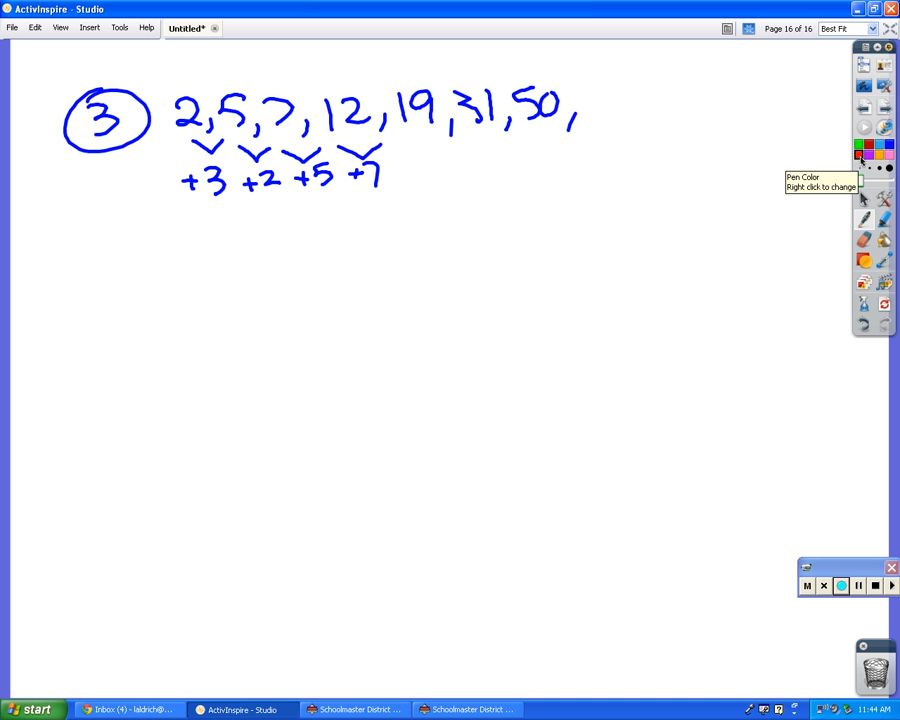 ActivInspire - Studio
File Edit View Insert Tools Help Untitled* Page 16 of 16 Best Fit
3 2, 5, 7, 12, 19, 31, 50,
+3 +2 +5 +7
Pen Color
Right click to change
M
start Inbox (4) - laldrich@... ActivInspire - Studio Schoolmaster District ... Schoolmaster District ... 11:44 AM